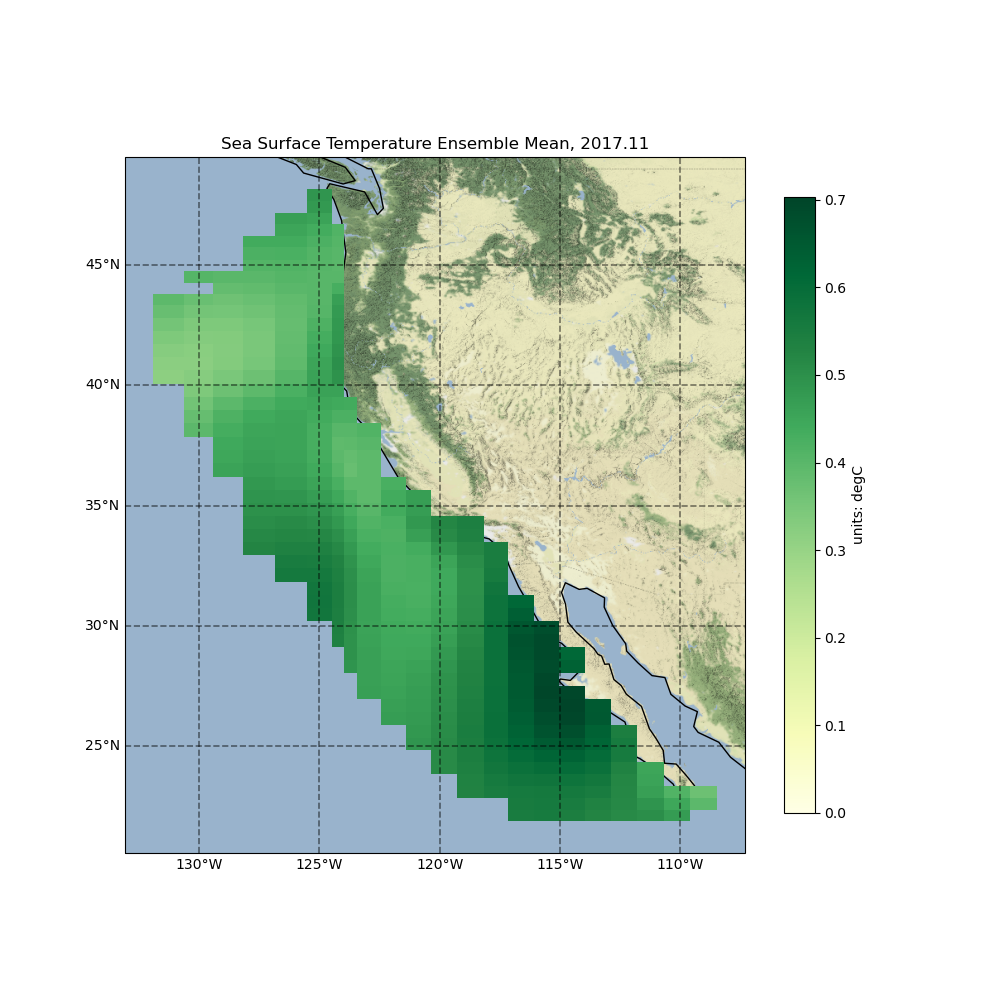 Sea Surface Temperature Ensemble Mean, 2017.11
45°N
40°N
35°N
30°N
25°N
130°W
125°W
120°W
115°W
110°W
0.7
0.6
0.5
0.4
0.3
0.2
0.1
0.0
units: degC